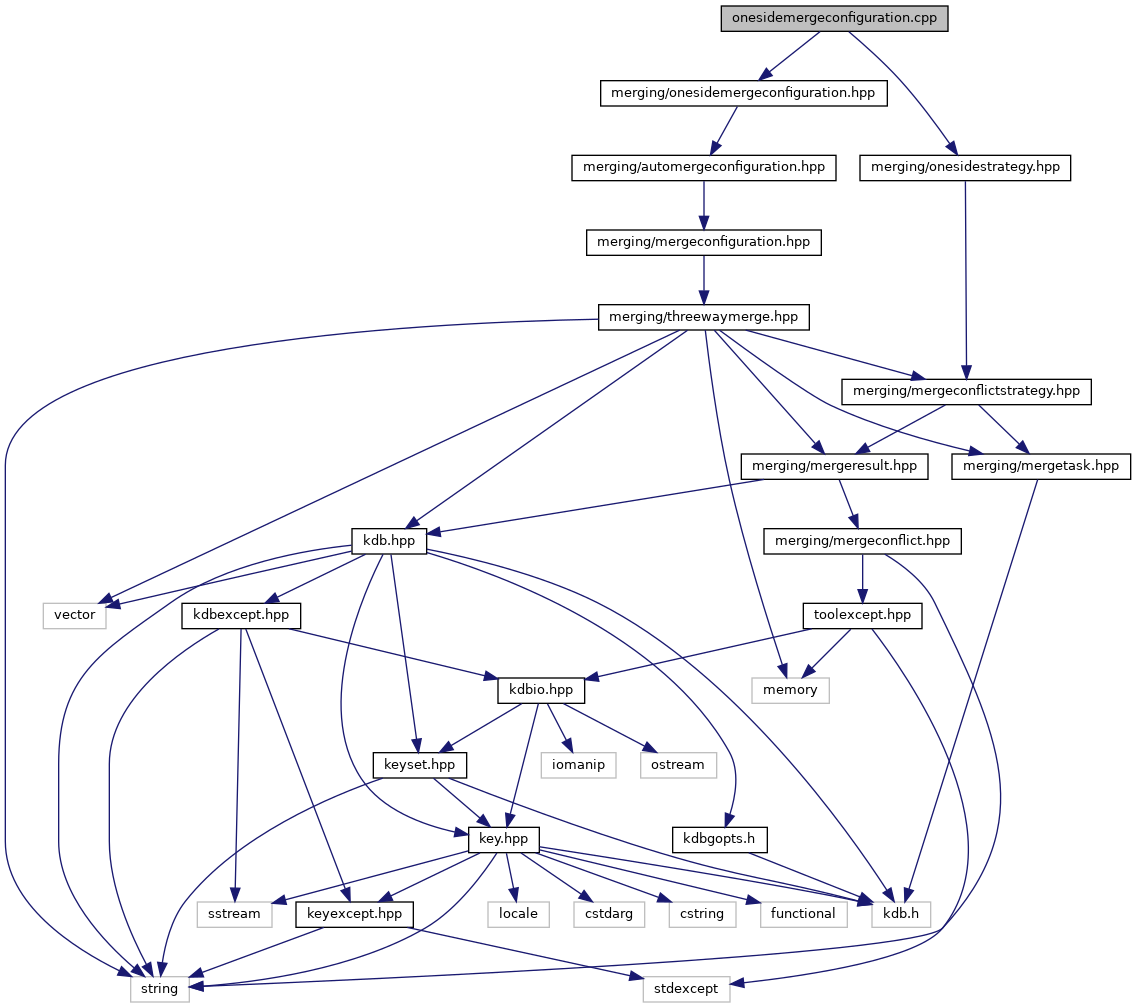 onesidemergeconfiguration.cpp
merging/onesidemergeconfiguration.hpp
merging/automergeconfiguration.hpp
merging/onesidestrategy.hpp
merging/mergeconfiguration.hpp
merging/threewaymerge.hpp
merging/mergeconflictstrategy.hpp
merging/mergeresult.hpp
merging/mergetask.hpp
kdb.hpp
merging/mergeconflict.hpp
vector
kdbexcept.hpp
toolexcept.hpp
kdbio.hpp
memory
keyset.hpp
iomanip
ostream
key.hpp
kdbgopts.h
sstream
keyexcept.hpp
locale
cstdarg
cstring
functional
kdb.h
string
stdexcept